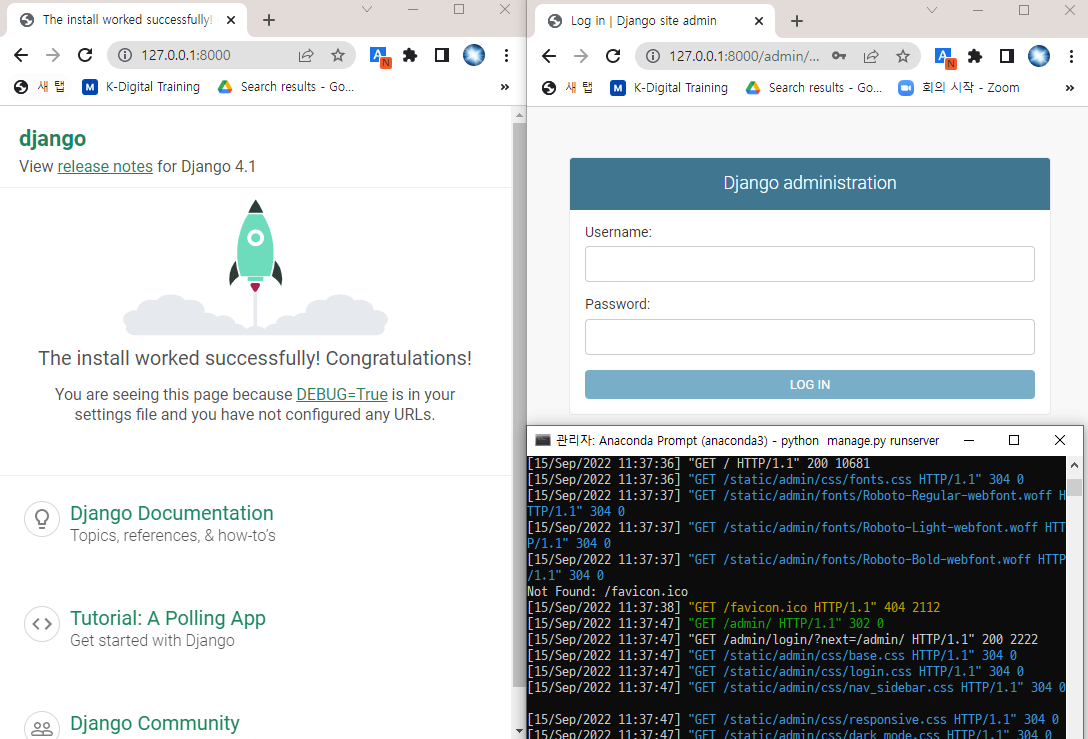 The install worked successfully!
127.0.0.1:8000
새 탭
K-Digital Training
Search results - Go...
»
django
View release notes for Django 4.1
The install worked successfully! Congratulations!
You are seeing this page because DEBUG=True is in your
settings file and you have not configured any URLs.
Django Documentation
Topics, references, & how-to's
Tutorial: A Polling App
Get started with Django
Django Community
Log in | Django site admin
127.0.0.1:8000/admin/...
새 탭
K-Digital Training
Search results - Go...
회의 시작 - Zoom
»
Django administration
Username:
Password:
LOG IN
관리자: Anaconda Prompt (anaconda3) - python  manage.py runserver
[15/Sep/2022 11:37:36] "GET / HTTP/1.1" 200 10681
[15/Sep/2022 11:37:36] "GET /static/admin/css/fonts.css HTTP/1.1" 304 0
[15/Sep/2022 11:37:37] "GET /static/admin/fonts/Roboto-Regular-webfont.woff H
TTP/1.1" 304 0
[15/Sep/2022 11:37:37] "GET /static/admin/fonts/Roboto-Light-webfont.woff HTT
P/1.1" 304 0
[15/Sep/2022 11:37:37] "GET /static/admin/fonts/Roboto-Bold-webfont.woff HTTP
/1.1" 304 0
Not Found: /favicon.ico
[15/Sep/2022 11:37:38] "GET /favicon.ico HTTP/1.1" 404 2112
[15/Sep/2022 11:37:47] "GET /admin/ HTTP/1.1" 302 0
[15/Sep/2022 11:37:47] "GET /admin/login/?next=/admin/ HTTP/1.1" 200 2222
[15/Sep/2022 11:37:47] "GET /static/admin/css/base.css HTTP/1.1" 304 0
[15/Sep/2022 11:37:47] "GET /static/admin/css/login.css HTTP/1.1" 304 0
[15/Sep/2022 11:37:47] "GET /static/admin/css/nav_sidebar.css HTTP/1.1" 304 0
[15/Sep/2022 11:37:47] "GET /static/admin/css/responsive.css HTTP/1.1" 304 0
[15/Sep/2022 11:37:47] "GET /static/admin/css/dark_mode.css HTTP/1.1" 304 0